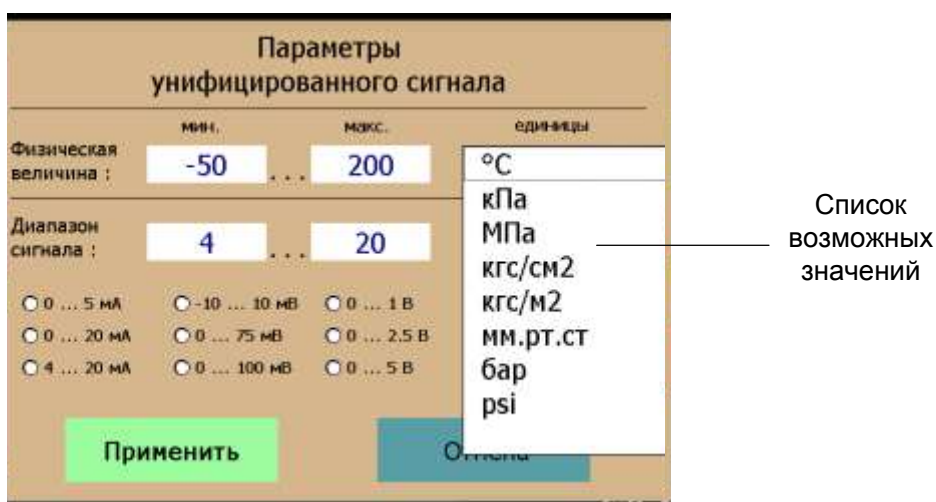 Параметры
унифицированного сигнала
мин. макс. единицы
Физическая
величина :
-50 ... 200
°С
кПа
МПа
кгс/см2
кгс/м2
мм.рт.ст
бар
psi
Диапазон
сигнала :
4 ... 20
0 ... 5 мА -10 ... 10 мВ 0 ... 1 В
0 ... 20 мА 0 ... 75 мВ 0 ... 2.5 В
4 ... 20 мА 0 ... 100 мВ 0 ... 5 В
Применить
Список
возможных
значений